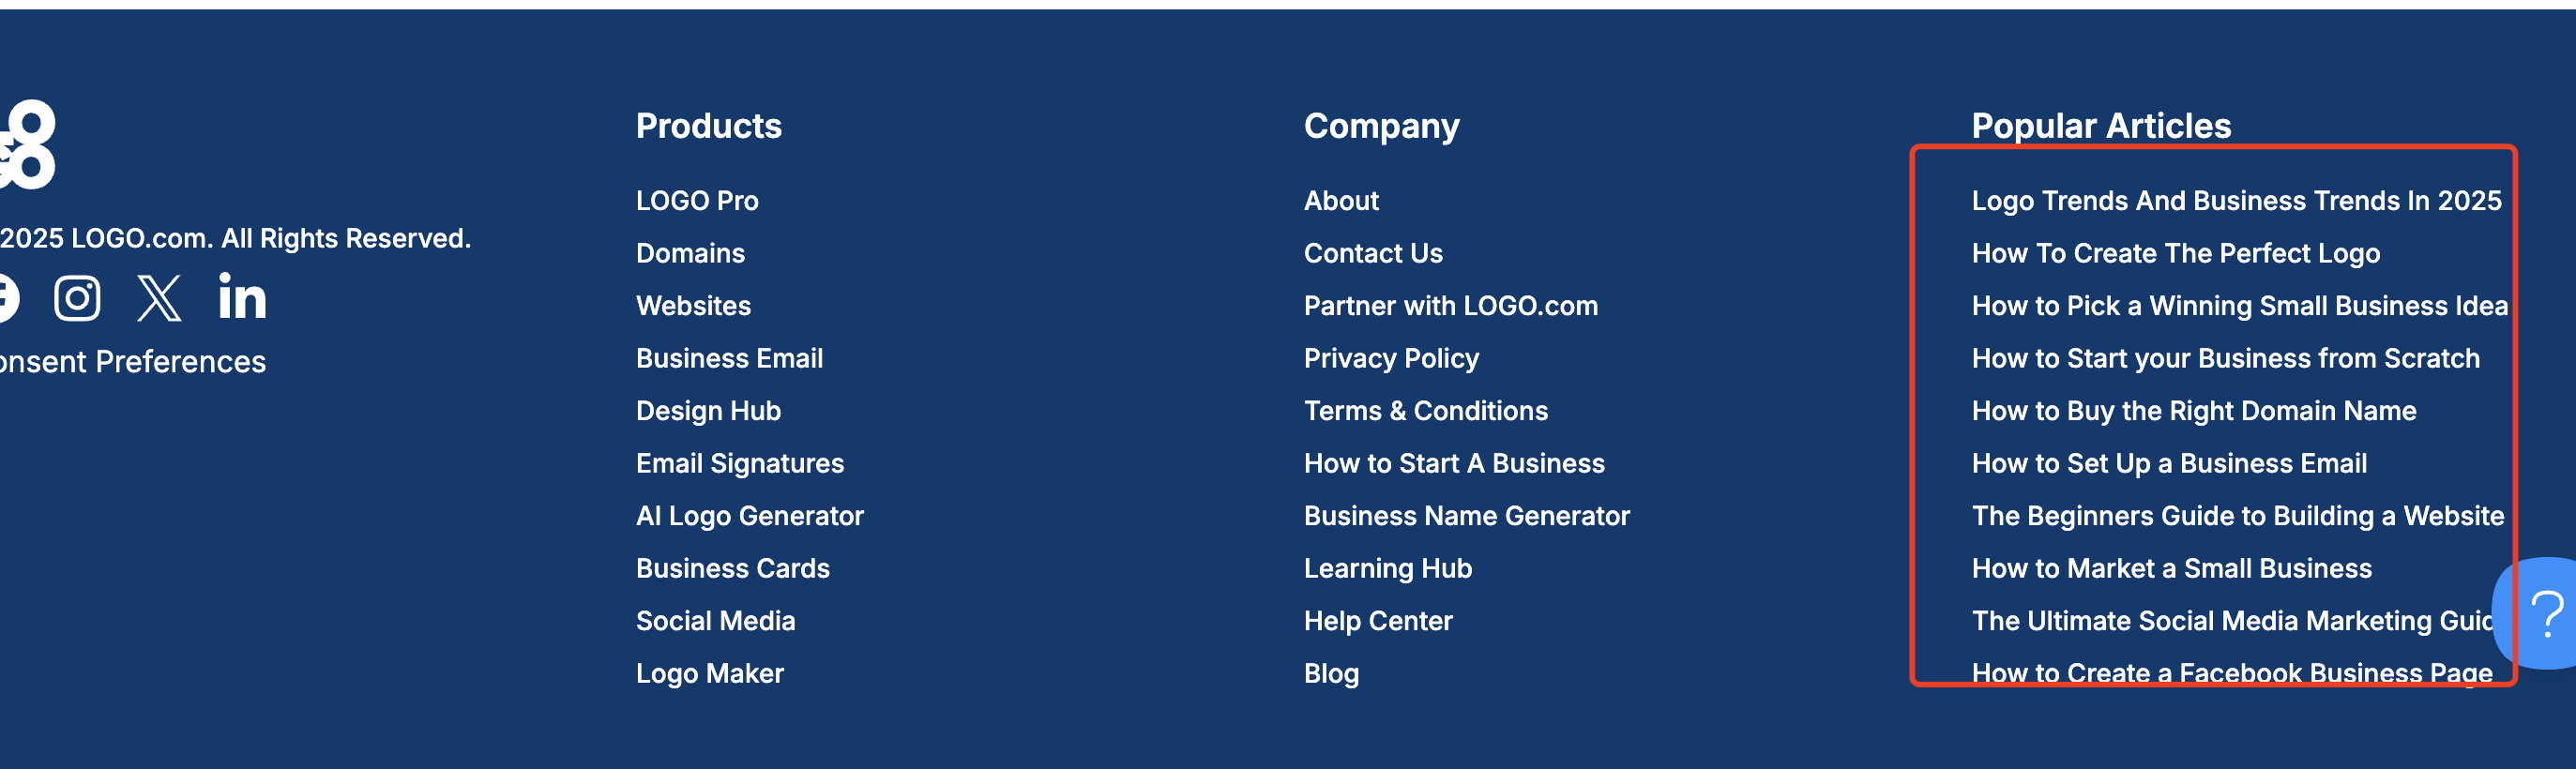 2025 LOGO.com. All Rights Reserved.
onsent Preferences
Products
LOGO Pro
Domains
Websites
Business Email
Design Hub
Email Signatures
AI Logo Generator
Business Cards
Social Media
Logo Maker
Company
About
Contact Us
Partner with LOGO.com
Privacy Policy
Terms & Conditions
How to Start A Business
Business Name Generator
Learning Hub
Help Center
Blog
Popular Articles
Logo Trends And Business Trends In 2025
How To Create The Perfect Logo
How to Pick a Winning Small Business Idea
How to Start your Business from Scratch
How to Buy the Right Domain Name
How to Set Up a Business Email
The Beginners Guide to Building a Website
How to Market a Small Business
The Ultimate Social Media Marketing Guid
How to Create a Facebook Business Page
?